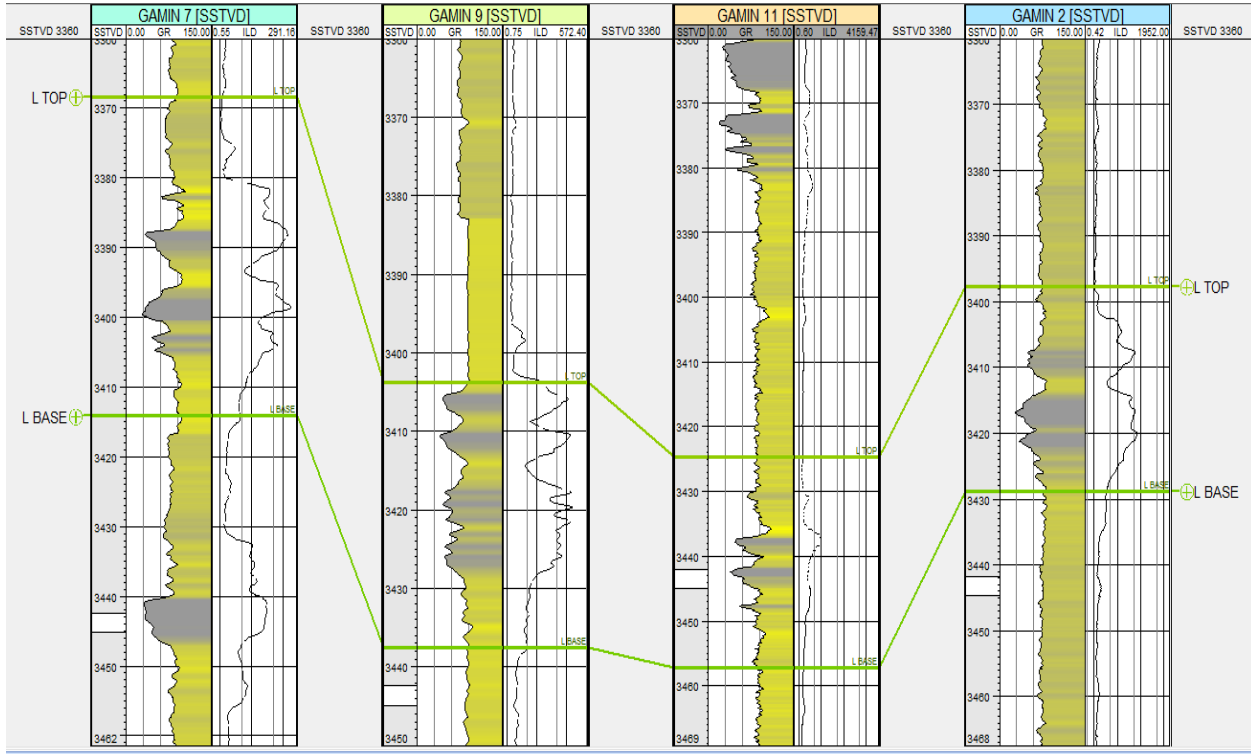 GAMIN 7 [SSTVD]
GAMIN 9 [SSTVD]
GAMIN 11 [SSTVD]
GAMIN 2 [SSTVD]
SSTVD 3360
SSTVD 0.00 GR 150.00 0.55 ILD 291.16
SSTVD 3360
SSTVD 0.00 GR 150.00 0.75 ILD 572.40
SSTVD 3360
SSTVD 0.00 GR 150.00 0.60 ILD 4159.47
SSTVD 3360
SSTVD 0.00 GR 150.00 0.42 ILD 1952.00
SSTVD 3360
L TOP
L TOP
3370
3380
3390
3400
3410
L BASE
L BASE
3420
3430
3440
3450
3462
3370
3380
3390
3400
L TOP
3410
3420
3430
L BASE
3440
3450
3370
3380
3390
3400
3410
3420
L TOP
3430
3440
3450
L BASE
3460
3469
3370
3380
3390
L TOP
L TOP
3400
3410
3420
L BASE
L BASE
3430
3440
3450
3460
3468